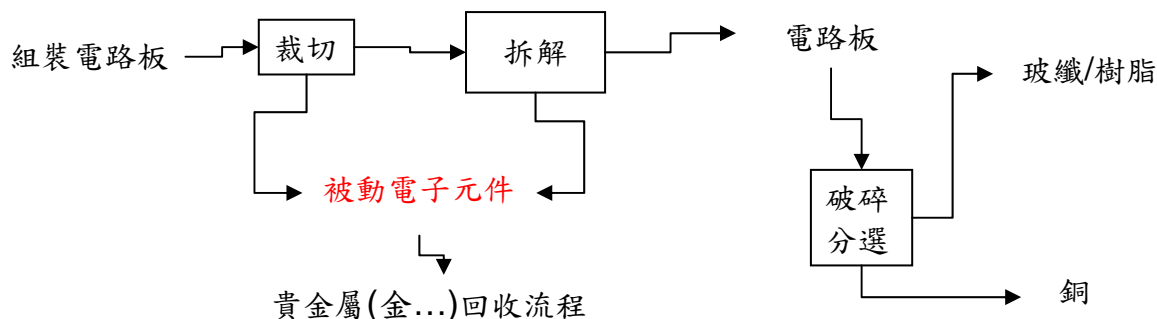 組裝電路板
裁切
拆解
電路板
玻纖/樹脂
被動電子元件
破碎
分選
貴金屬(金...)回收流程
銅